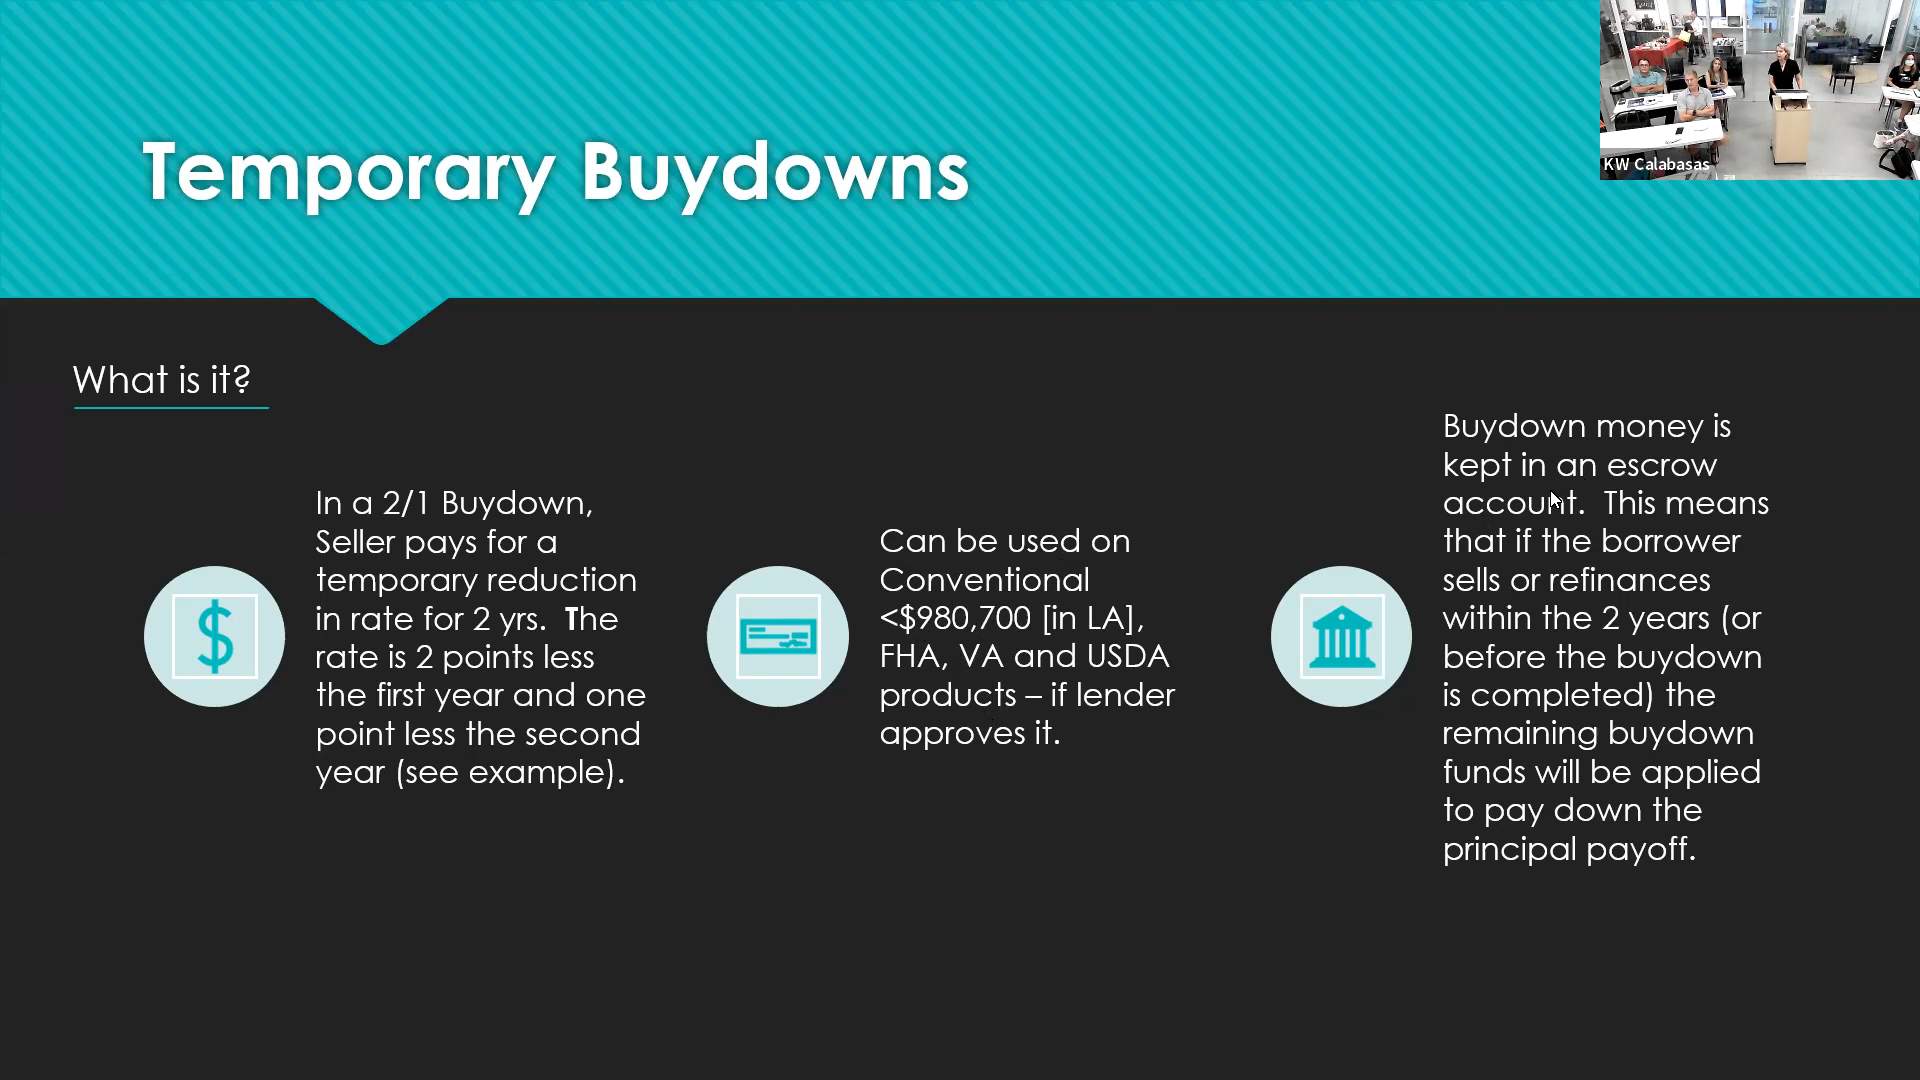 Temporary Buydowns
KW Calabasas
What is it?
In a 2/1 Buydown,
Seller pays for a
temporary reduction
in rate for 2 yrs.  The
rate is 2 points less
the first year and one
point less the second
year (see example).
Can be used on
Conventional
<$980,700 [in LA],
FHA, VA and USDA
products – if lender
approves it.
Buydown money is
kept in an escrow
account.  This means
that if the borrower
sells or refinances
within the 2 years (or
before the buydown
is completed) the
remaining buydown
funds will be applied
to pay down the
principal payoff.